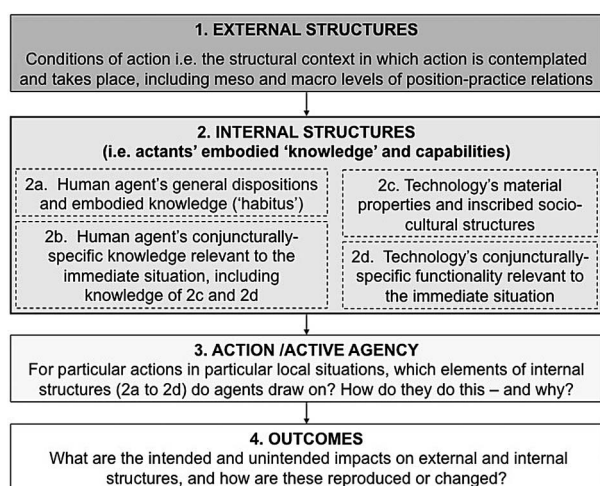 1. EXTERNAL STRUCTURES
Conditions of action i.e. the structural context in which action is contemplated
and takes place, including meso and macro levels of position-practice relations
2. INTERNAL STRUCTURES
(i.e. actants’ embodied ‘knowledge’ and capabilities)
2a. Human agent’s general dispositions
and embodied knowledge (‘habitus’)
2b. Human agent’s conjuncturally-
specific knowledge relevant to the
immediate situation, including
knowledge of 2c and 2d
2c. Technology’s material
properties and inscribed socio-
cultural structures
2d. Technology’s conjuncturally-
specific functionality relevant to
the immediate situation
3. ACTION /ACTIVE AGENCY
For particular actions in particular local situations, which elements of internal
structures (2a to 2d) do agents draw on? How do they do this – and why?
4. OUTCOMES
What are the intended and unintended impacts on external and internal
structures, and how are these reproduced or changed?